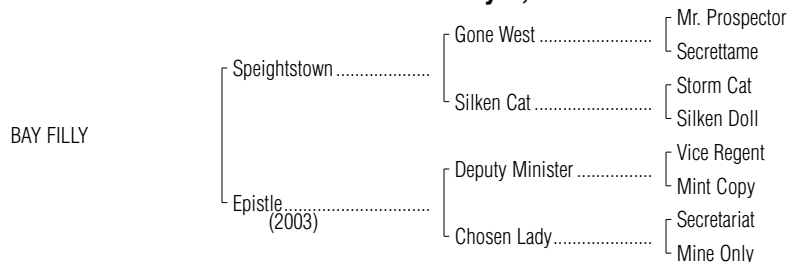 Mr. Prospector
Gone West
Secrettame
Speightstown
Storm Cat
Silken Cat
Silken Doll
BAY FILLY
Vice Regent
Deputy Minister
Mint Copy
Epistle
(2003)
Secretariat
Chosen Lady
Mine Only